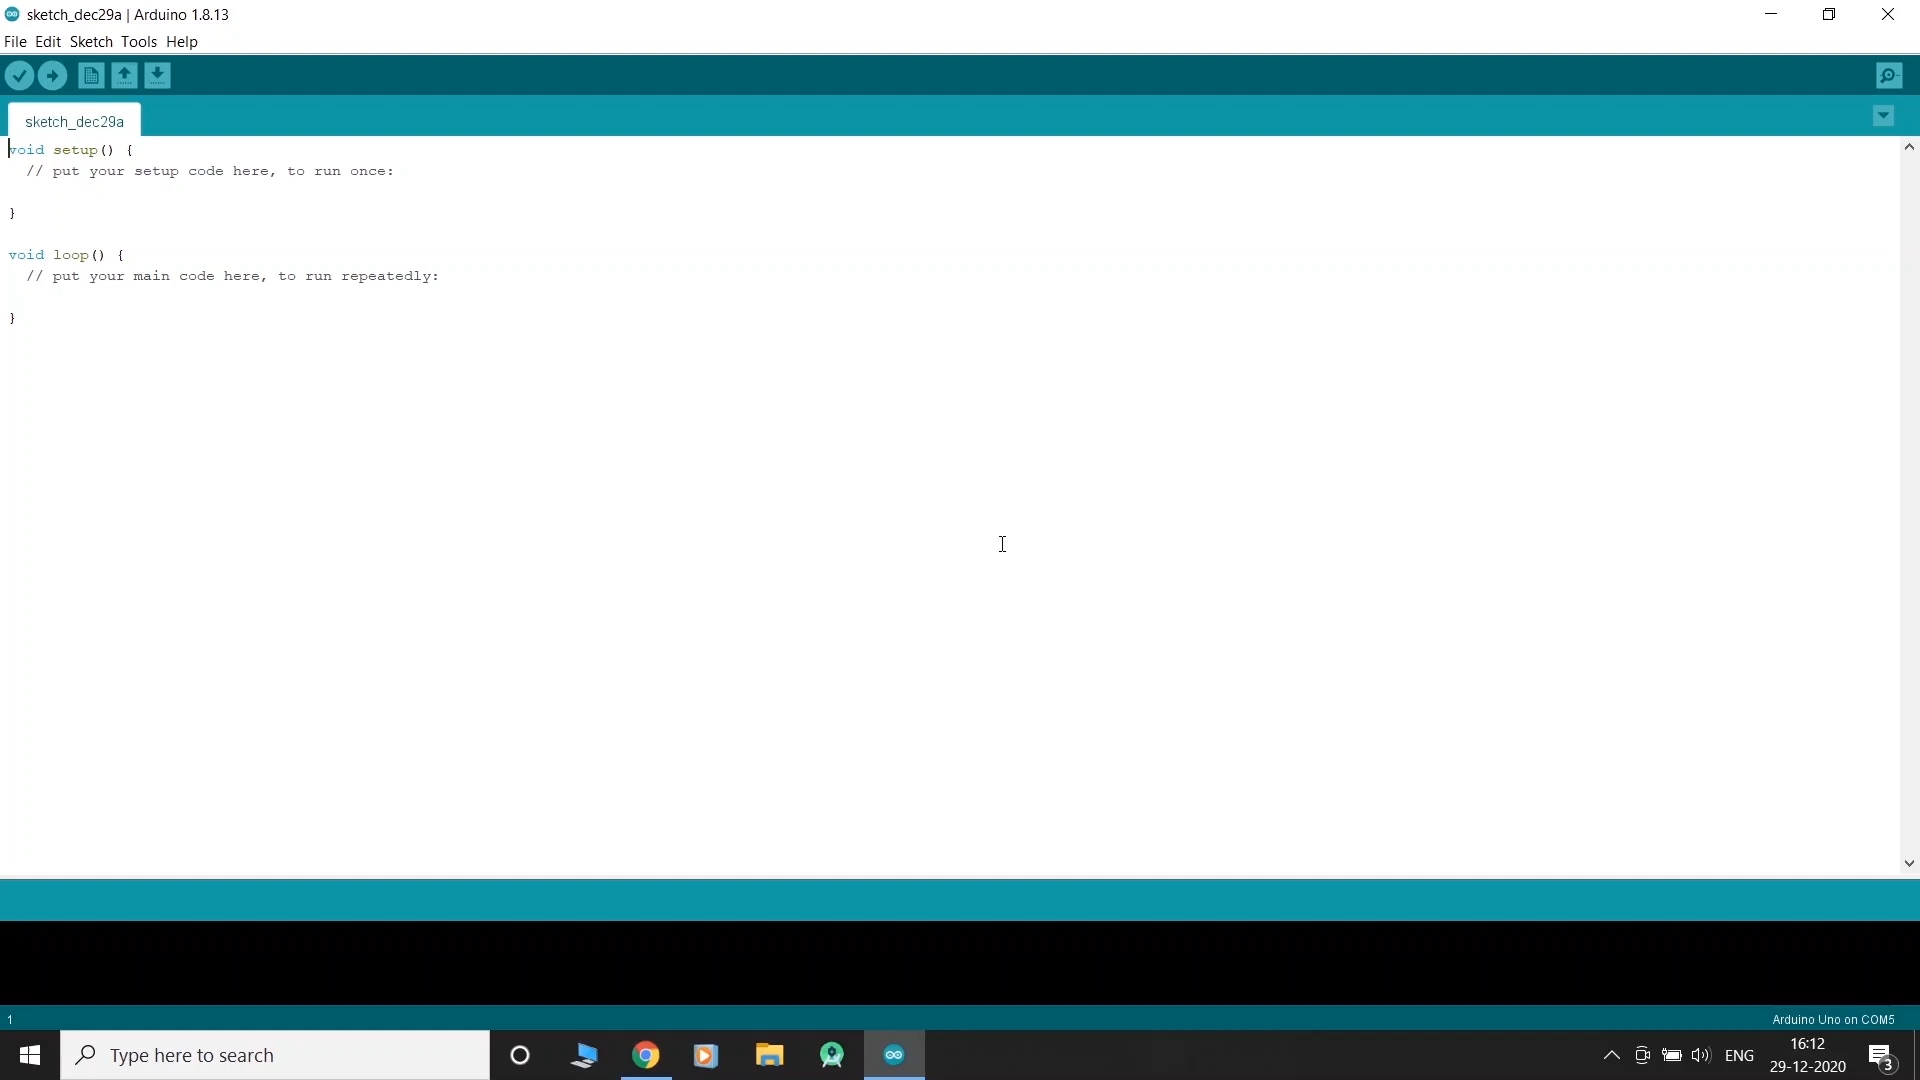 sketch_dec29a | Arduino 1.8.13
File Edit Sketch Tools Help
sketch_dec29a
void setup() {
  // put your setup code here, to run once:

}

void loop() {
  // put your main code here, to run repeatedly:

}
1
Arduino Uno on COM5
Type here to search
ENG
16:12
29-12-2020
3